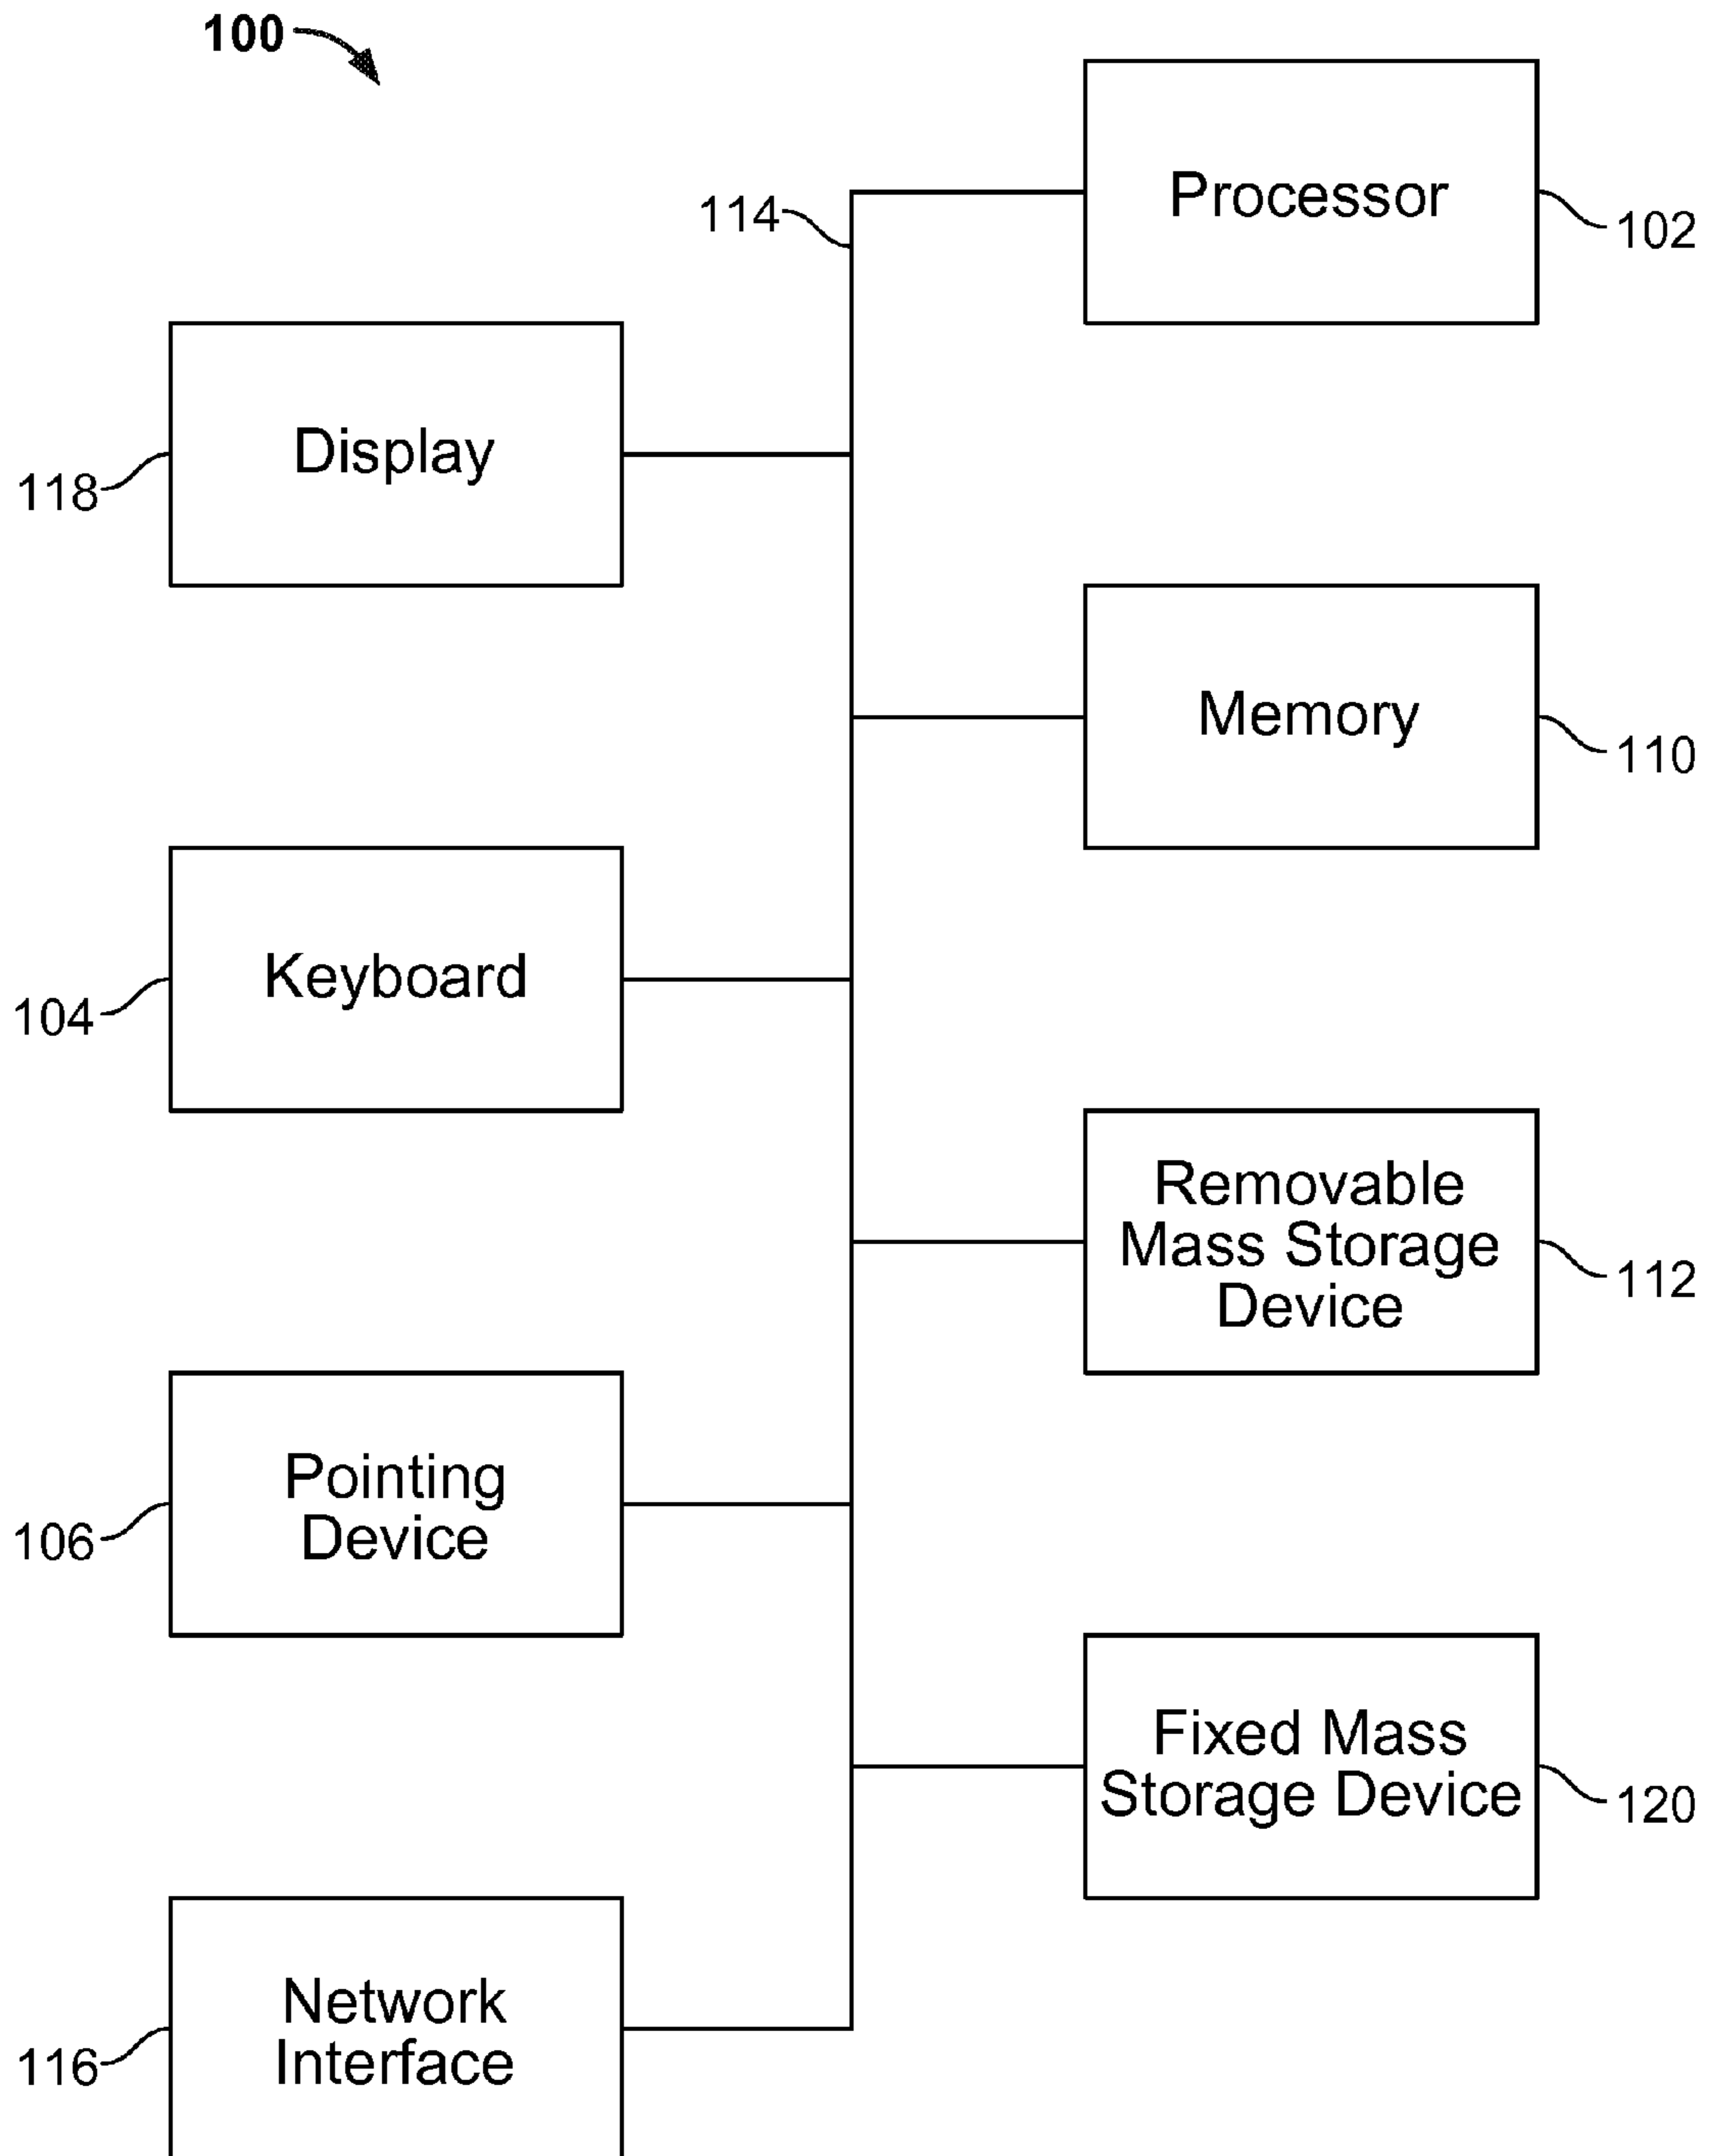 100
Processor
114
102
Display
118
Memory
110
Keyboard
104
Removable
Mass Storage
Device
112
Pointing
Device
106
Fixed Mass
Storage Device
120
Network
Interface
116